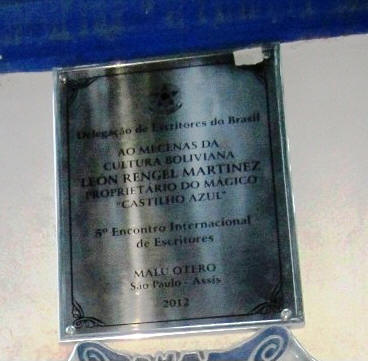 Delegação de Escritores do Brasil
AO MECENAS DA
CULTURA BOLIVIANA
LEÓN RENGEL MARTINEZ
PROPRIETÁRIO DO MÁGICO
"CASTILHO AZUL"
5º Encontro Internacional
de Escritores
MALU OTERO
São Paulo - Assis
2012